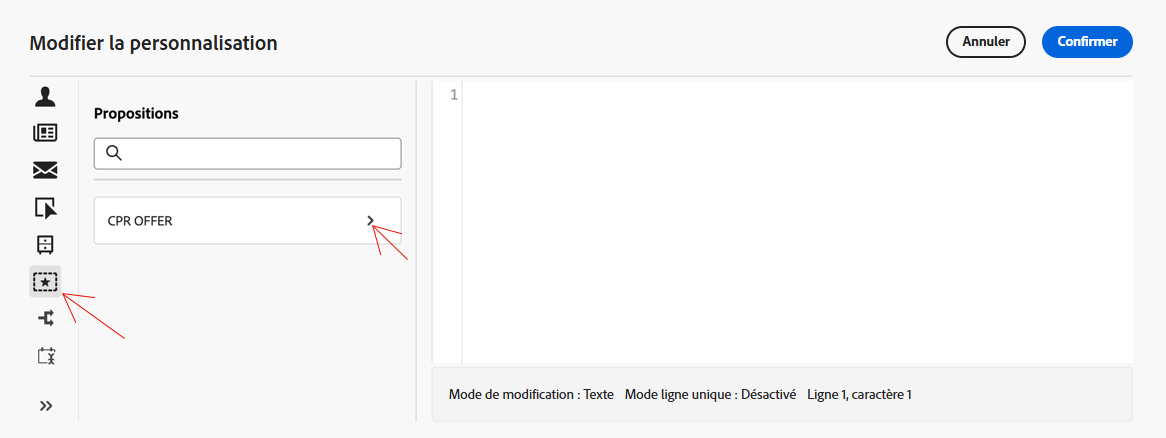 Modifier la personnalisation
Annuler
Confirmer
Propositions
1
CPR OFFER
Mode de modification : Texte Mode ligne unique : Désactivé Ligne 1, caractère 1